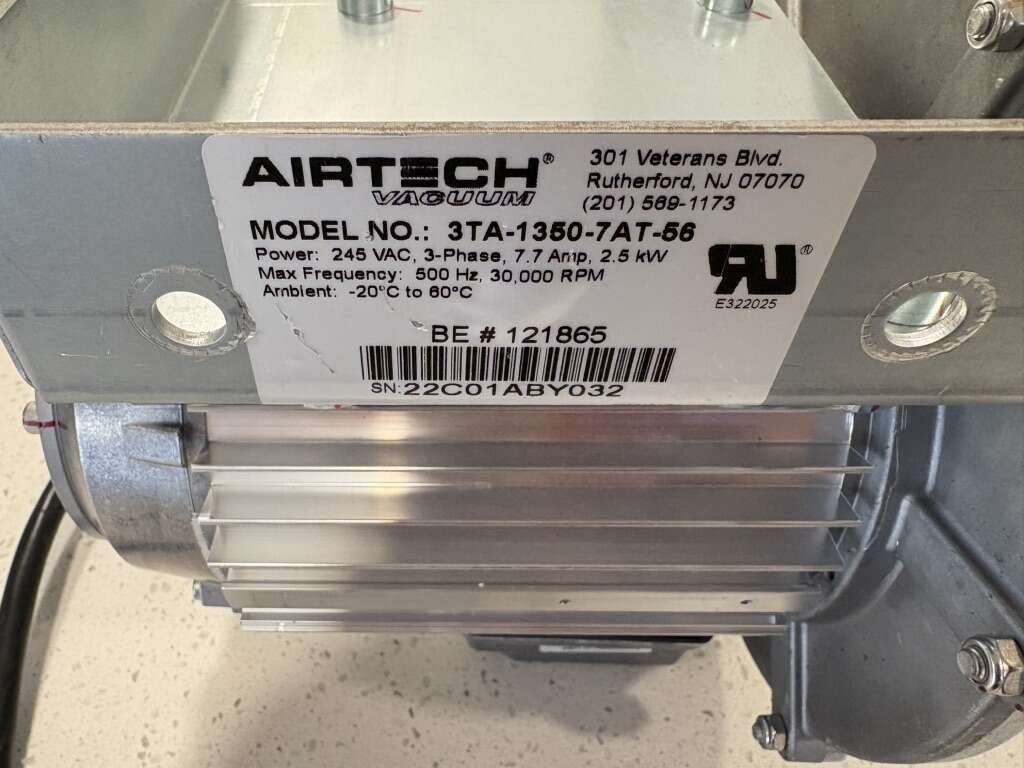 AIRTECH®
VACUUM
301 Veterans Blvd.
Rutherford, NJ 07070
(201) 569-1173
MODEL NO.: 3TA-1350-7AT-56
Power: 245 VAC, 3-Phase, 7.7 Amp, 2.5 kW
Max Frequency: 500 Hz, 30,000 RPM
Ambient: -20°C to 60°C
RU®
E322025
BE # 121865
SN:22C01ABY032